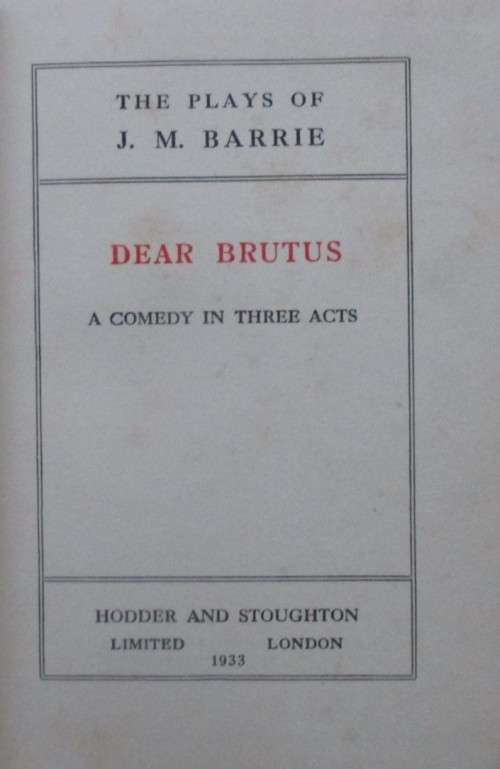 THE PLAYS OF
J. M. BARRIE
DEAR BRUTUS
A COMEDY IN THREE ACTS
HODDER AND STOUGHTON
LIMITED LONDON
1933